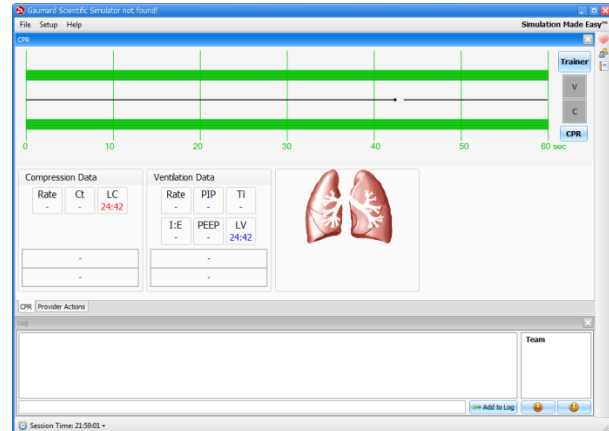 Gaumard Scientific Simulator not found!
File Setup Help Simulation Made Easy™
CPR
Trainer
V
C
CPR
0 10 20 30 40 50 60 sec
Compression Data Ventilation Data
Rate Ct LC Rate PIP Ti
- - 24:42 - - -
I:E PEEP LV
- - 24:42
- -
- -
CPR Provider Actions
Log
Team
Add to Log
Session Time: 21:59:01